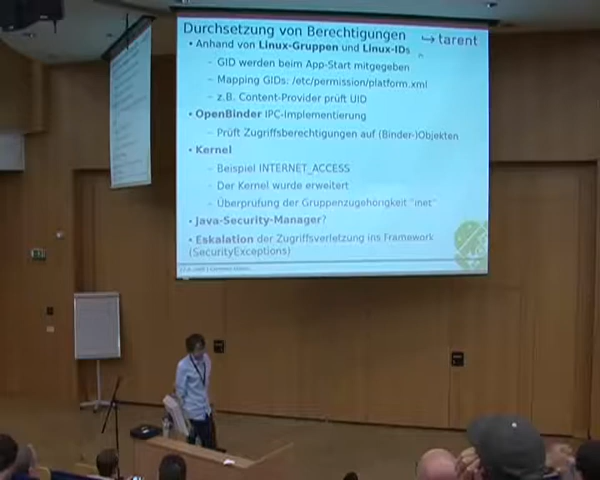 Durchsetzung von Berechtigungen
tarent
• Anhand von Linux-Gruppen und Linux-IDs
– GID werden beim App-Start mitgegeben
– Mapping GIDs: /etc/permission/platform.xml
– z.B. Content-Provider prüft UID
• OpenBinder IPC-Implementierung
– Prüft Zugriffsberechtigungen auf (Binder-)Objekten
• Kernel
– Beispiel INTERNET_ACCESS
– Der Kernel wurde erweitert
– Überprüfung der Gruppenzugehörigkeit "inet"
• Java-Security-Manager?
• Eskalation der Zugriffsverletzung ins Framework
(SecurityExceptions)